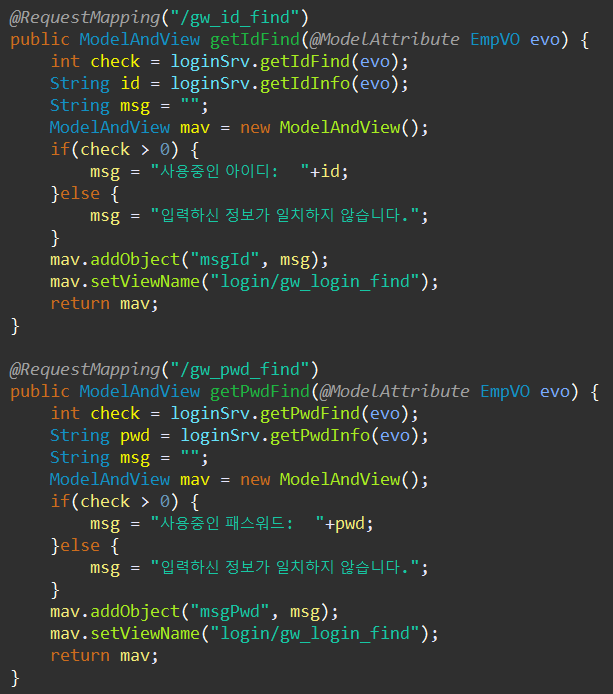 @RequestMapping("/gw_id_find")
public ModelAndView getIdFind(@ModelAttribute EmpVO evo) {
    int check = loginSrv.getIdFind(evo);
    String id = loginSrv.getIdInfo(evo);
    String msg = "";
    ModelAndView mav = new ModelAndView();
    if(check > 0) {
        msg = "사용중인 아이디:  "+id;
    }else {
        msg = "입력하신 정보가 일치하지 않습니다.";
    }
    mav.addObject("msgId", msg);
    mav.setViewName("login/gw_login_find");
    return mav;
}

@RequestMapping("/gw_pwd_find")
public ModelAndView getPwdFind(@ModelAttribute EmpVO evo) {
    int check = loginSrv.getPwdFind(evo);
    String pwd = loginSrv.getPwdInfo(evo);
    String msg = "";
    ModelAndView mav = new ModelAndView();
    if(check > 0) {
        msg = "사용중인 패스워드:  "+pwd;
    }else {
        msg = "입력하신 정보가 일치하지 않습니다.";
    }
    mav.addObject("msgPwd", msg);
    mav.setViewName("login/gw_login_find");
    return mav;
}